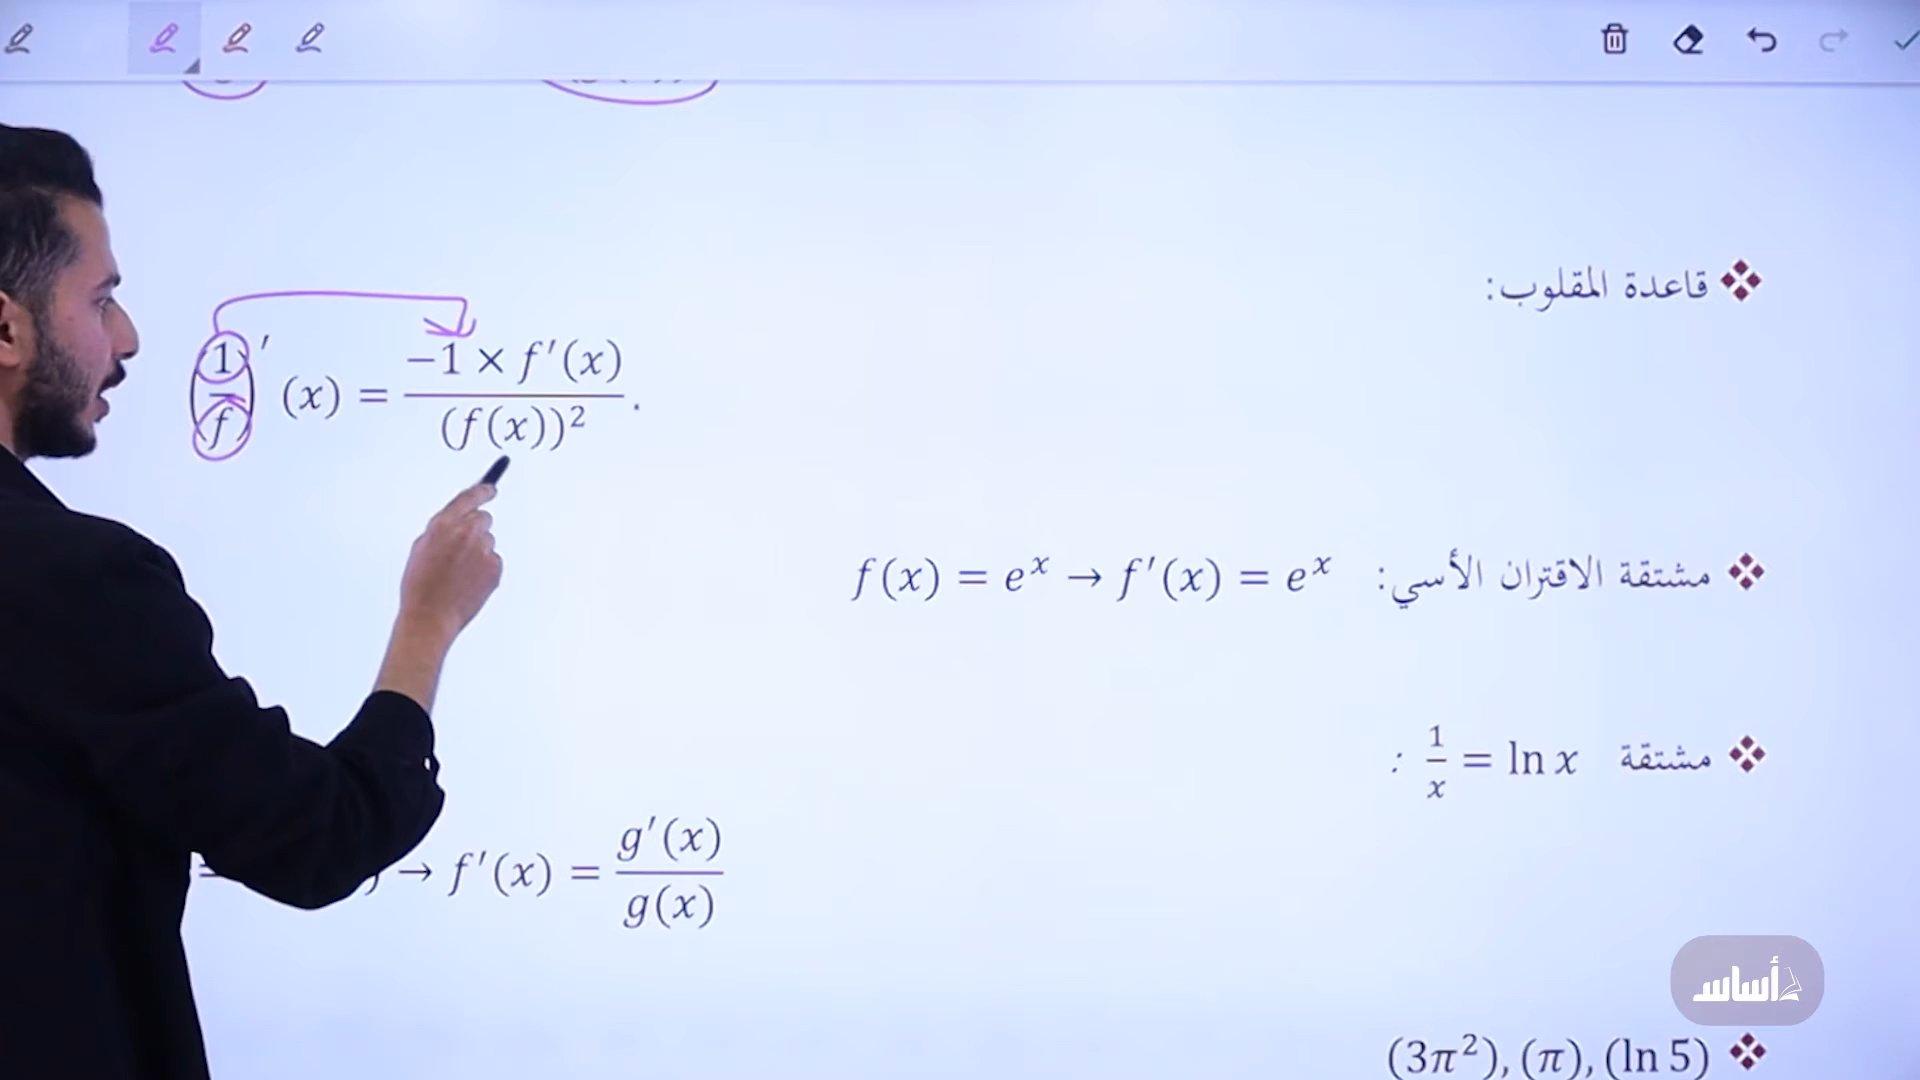 قاعدة المقلوب:
(1/f)′ (x) = −1 × f′(x) / (f(x))² .
مشتقة الاقتران الأسي: f(x) = eˣ → f′(x) = eˣ
مشتقة 1/x = ln x :
→ f′(x) = g′(x) / g(x)
أساس
(3π²), (π), (ln 5)